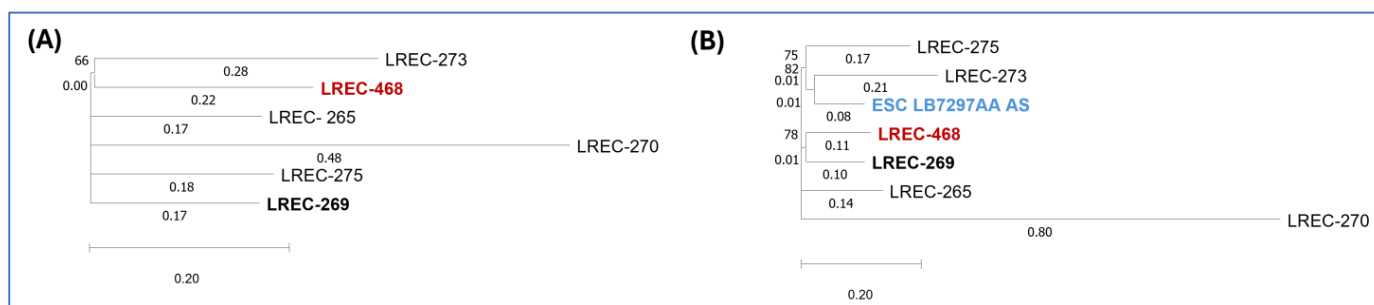 (A)
66
LREC-273
0.28
0.00
LREC-468
0.22
LREC- 265
0.17
LREC-270
0.48
LREC-275
0.18
LREC-269
0.17
0.20
(B)
75
LREC-275
0.17
82
LREC-273
0.01
0.21
0.01
ESC LB7297AA AS
0.08
78
LREC-468
0.11
0.01
LREC-269
0.10
LREC-265
0.14
LREC-270
0.80
0.20